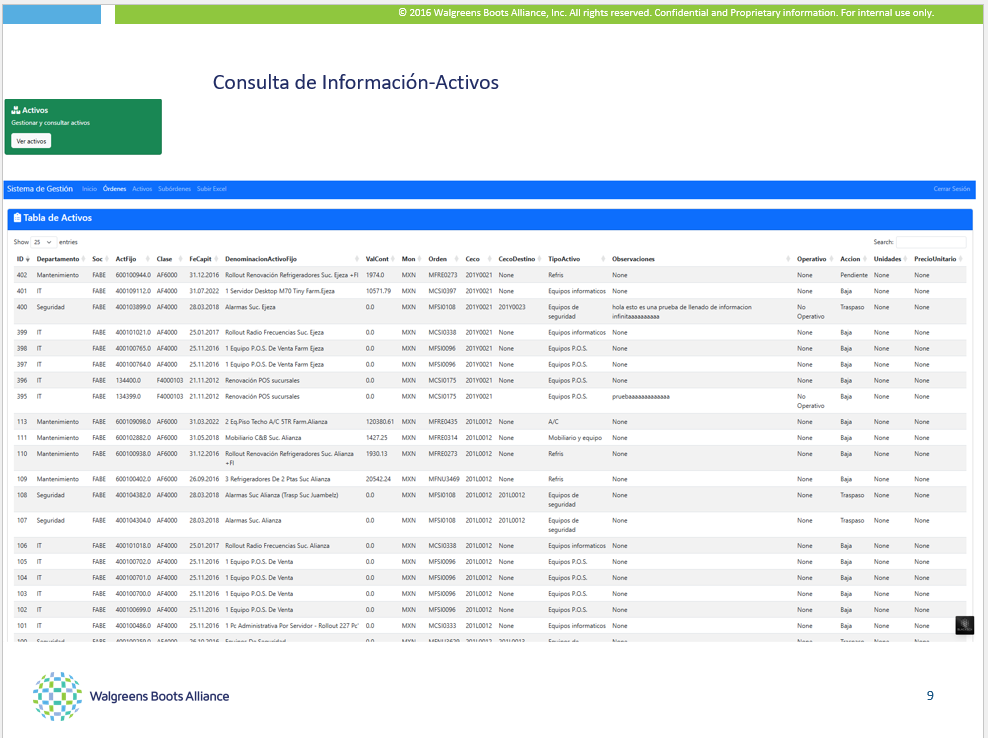 © 2016 Walgreens Boots Alliance, Inc. All rights reserved. Confidential and Proprietary information. For internal use only.
Consulta de Información-Activos
Activos
Gestionar y consultar activos
Ver activos
Sistema de Gestión Inicio Órdenes Activos Subórdenes Subir Excel Cerrar Sesión
Tabla de Activos
Show 25 entries Search:
ID Departamento Soc ActFijo Clase FeCapit DenominacionActivoFijo ValCont Mon Orden Ceco CecoDestino TipoActivo Observaciones Operativo Accion Unidades PrecioUnitario
402 Mantenimiento FABE 600100944.0 AF6000 31.12.2016 Rollout Renovación Refrigeradores Suc. Ejeza +FI 1974.0 MXN MFRE0273 201Y0021 None Refris None None Pendiente None None
401 IT FABE 400109112.0 AF4000 31.07.2022 1 Servidor Desktop M70 Tiny Farm.Ejeza 10571.79 MXN MCSI0397 201Y0021 None Equipos informaticos None None Baja None None
400 Seguridad FABE 400103899.0 AF4000 28.03.2018 Alarmas Suc. Ejeza 0.0 MXN MFSI0108 201Y0021 201Y0023 Equipos de hola esto es una prueba de llenado de informacion No Traspaso None None
seguridad infinitaaaaaaaaaa Operativo
399 IT FABE 400101021.0 AF4000 25.01.2017 Rollout Radio Frecuencias Suc. Ejeza 0.0 MXN MCSI0338 201Y0021 None Equipos informaticos None None Baja None None
398 IT FABE 400100765.0 AF4000 25.11.2016 1 Equipo P.O.S. De Venta Farm Ejeza 0.0 MXN MFSI0096 201Y0021 None Equipos P.O.S. None None Baja None None
397 IT FABE 400100764.0 AF4000 25.11.2016 1 Equipo P.O.S. De Venta Farm Ejeza 0.0 MXN MFSI0096 201Y0021 None Equipos P.O.S. None None Baja None None
396 IT FABE 134400.0 F4000103 21.11.2012 Renovación POS sucursales 0.0 MXN MCSI0175 201Y0021 None Equipos P.O.S. None None Baja None None
395 IT FABE 134399.0 F4000103 21.11.2012 Renovación POS sucursales 0.0 MXN MCSI0175 201Y0021 Equipos P.O.S. pruebaaaaaaaaaaaaa No Baja None None
Operativo
113 Mantenimiento FABE 600109098.0 AF6000 31.03.2022 2 Eq.Piso Techo A/C 5TR Farm.Alianza 120380.61 MXN MFRE0435 201L0012 None A/C None None Baja None None
111 Mantenimiento FABE 600102882.0 AF6000 31.05.2018 Mobiliario C&B Suc. Alianza 1427.25 MXN MFRE0314 201L0012 None Mobiliario y equipo None None Baja None None
110 Mantenimiento FABE 600100938.0 AF6000 31.12.2016 Rollout Renovación Refrigeradores Suc. Alianza 1930.13 MXN MFRE0273 201L0012 None Refris None None Baja None None
+FI
109 Mantenimiento FABE 600100402.0 AF6000 26.09.2016 3 Refrigeradores De 2 Ptas Suc Alianza 20542.24 MXN MFNU3469 201L0012 None Refris None None Baja None None
108 Seguridad FABE 400104382.0 AF4000 28.03.2018 Alarmas Suc Alianza (Trasp Suc Juambelz) 0.0 MXN MFSI0108 201L0012 201L0012 Equipos de None None Traspaso None None
seguridad
107 Seguridad FABE 400104304.0 AF4000 28.03.2018 Alarmas Suc. Alianza 0.0 MXN MFSI0108 201L0012 201L0012 Equipos de None None Traspaso None None
seguridad
106 IT FABE 400101018.0 AF4000 25.01.2017 Rollout Radio Frecuencias Suc. Alianza 0.0 MXN MCSI0338 201L0012 None Equipos informaticos None None Baja None None
105 IT FABE 400100702.0 AF4000 25.11.2016 1 Equipo P.O.S. De Venta 0.0 MXN MFSI0096 201L0012 None Equipos P.O.S. None None Baja None None
104 IT FABE 400100701.0 AF4000 25.11.2016 1 Equipo P.O.S. De Venta 0.0 MXN MFSI0096 201L0012 None Equipos P.O.S. None None Baja None None
103 IT FABE 400100700.0 AF4000 25.11.2016 1 Equipo P.O.S. De Venta 0.0 MXN MFSI0096 201L0012 None Equipos P.O.S. None None Baja None None
102 IT FABE 400100699.0 AF4000 25.11.2016 1 Equipo P.O.S. De Venta 0.0 MXN MFSI0096 201L0012 None Equipos P.O.S. None None Baja None None
101 IT FABE 400100486.0 AF4000 25.11.2016 1 Pc Administrativa Por Servidor - Rollout 227 Pc' 0.0 MXN MCSI0333 201L0012 None Equipos informaticos None None Baja None None
Walgreens Boots Alliance
9